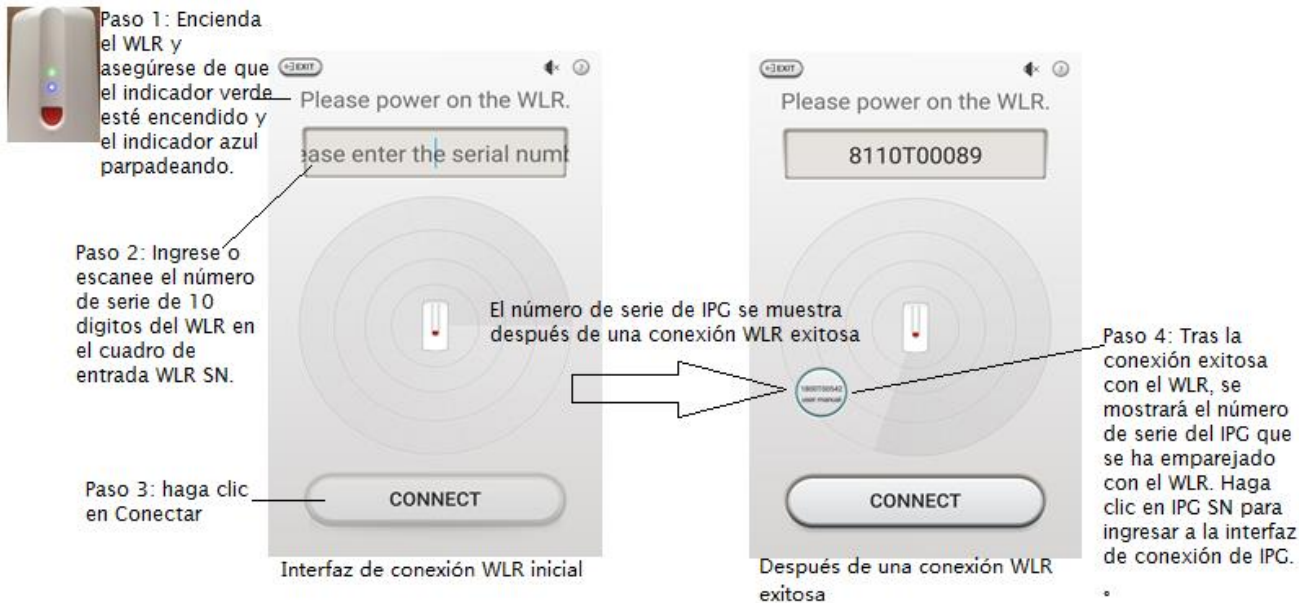 Paso 1: Encienda
el WLR y
asegúrese de que
el indicador verde
esté encendido y
el indicador azul
parpadeando.
EXIT
Please power on the WLR.
ease enter the serial numb
Paso 2: Ingrese o
escanee el número
de serie de 10
digitos del WLR en
el cuadro de
entrada WLR SN.
Paso 3: haga clic
en Conectar
CONNECT
Interfaz de conexión WLR inicial
El número de serie de IPG se muestra
después de una conexión WLR exitosa
EXIT
Please power on the WLR.
8110T00089
1800T00542
user manual
CONNECT
Después de una conexión WLR
exitosa
Paso 4: Tras la
conexión exitosa
con el WLR, se
mostrará el número
de serie del IPG que
se ha emparejado
con el WLR. Haga
clic en IPG SN para
ingresar a la interfaz
de conexión de IPG.